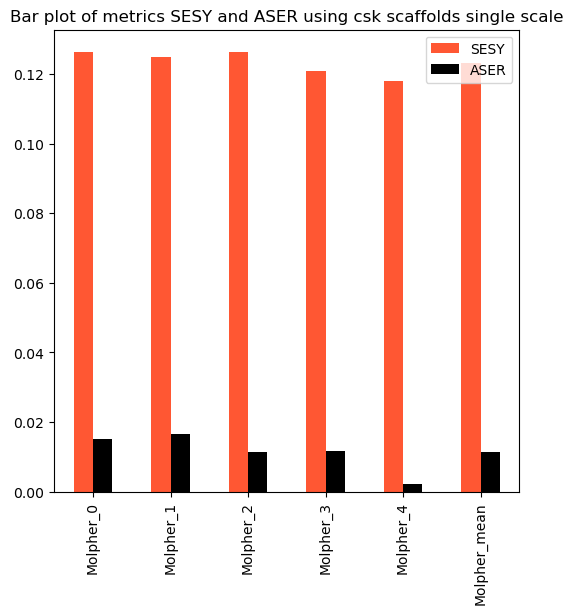 Bar plot of metrics SESY and ASER using csk scaffolds single scale
SESY
ASER
0.12
0.10
0.08
0.06
0.04
0.02
0.00
Molpher_0
Molpher_1
Molpher_2
Molpher_3
Molpher_4
Molpher_mean